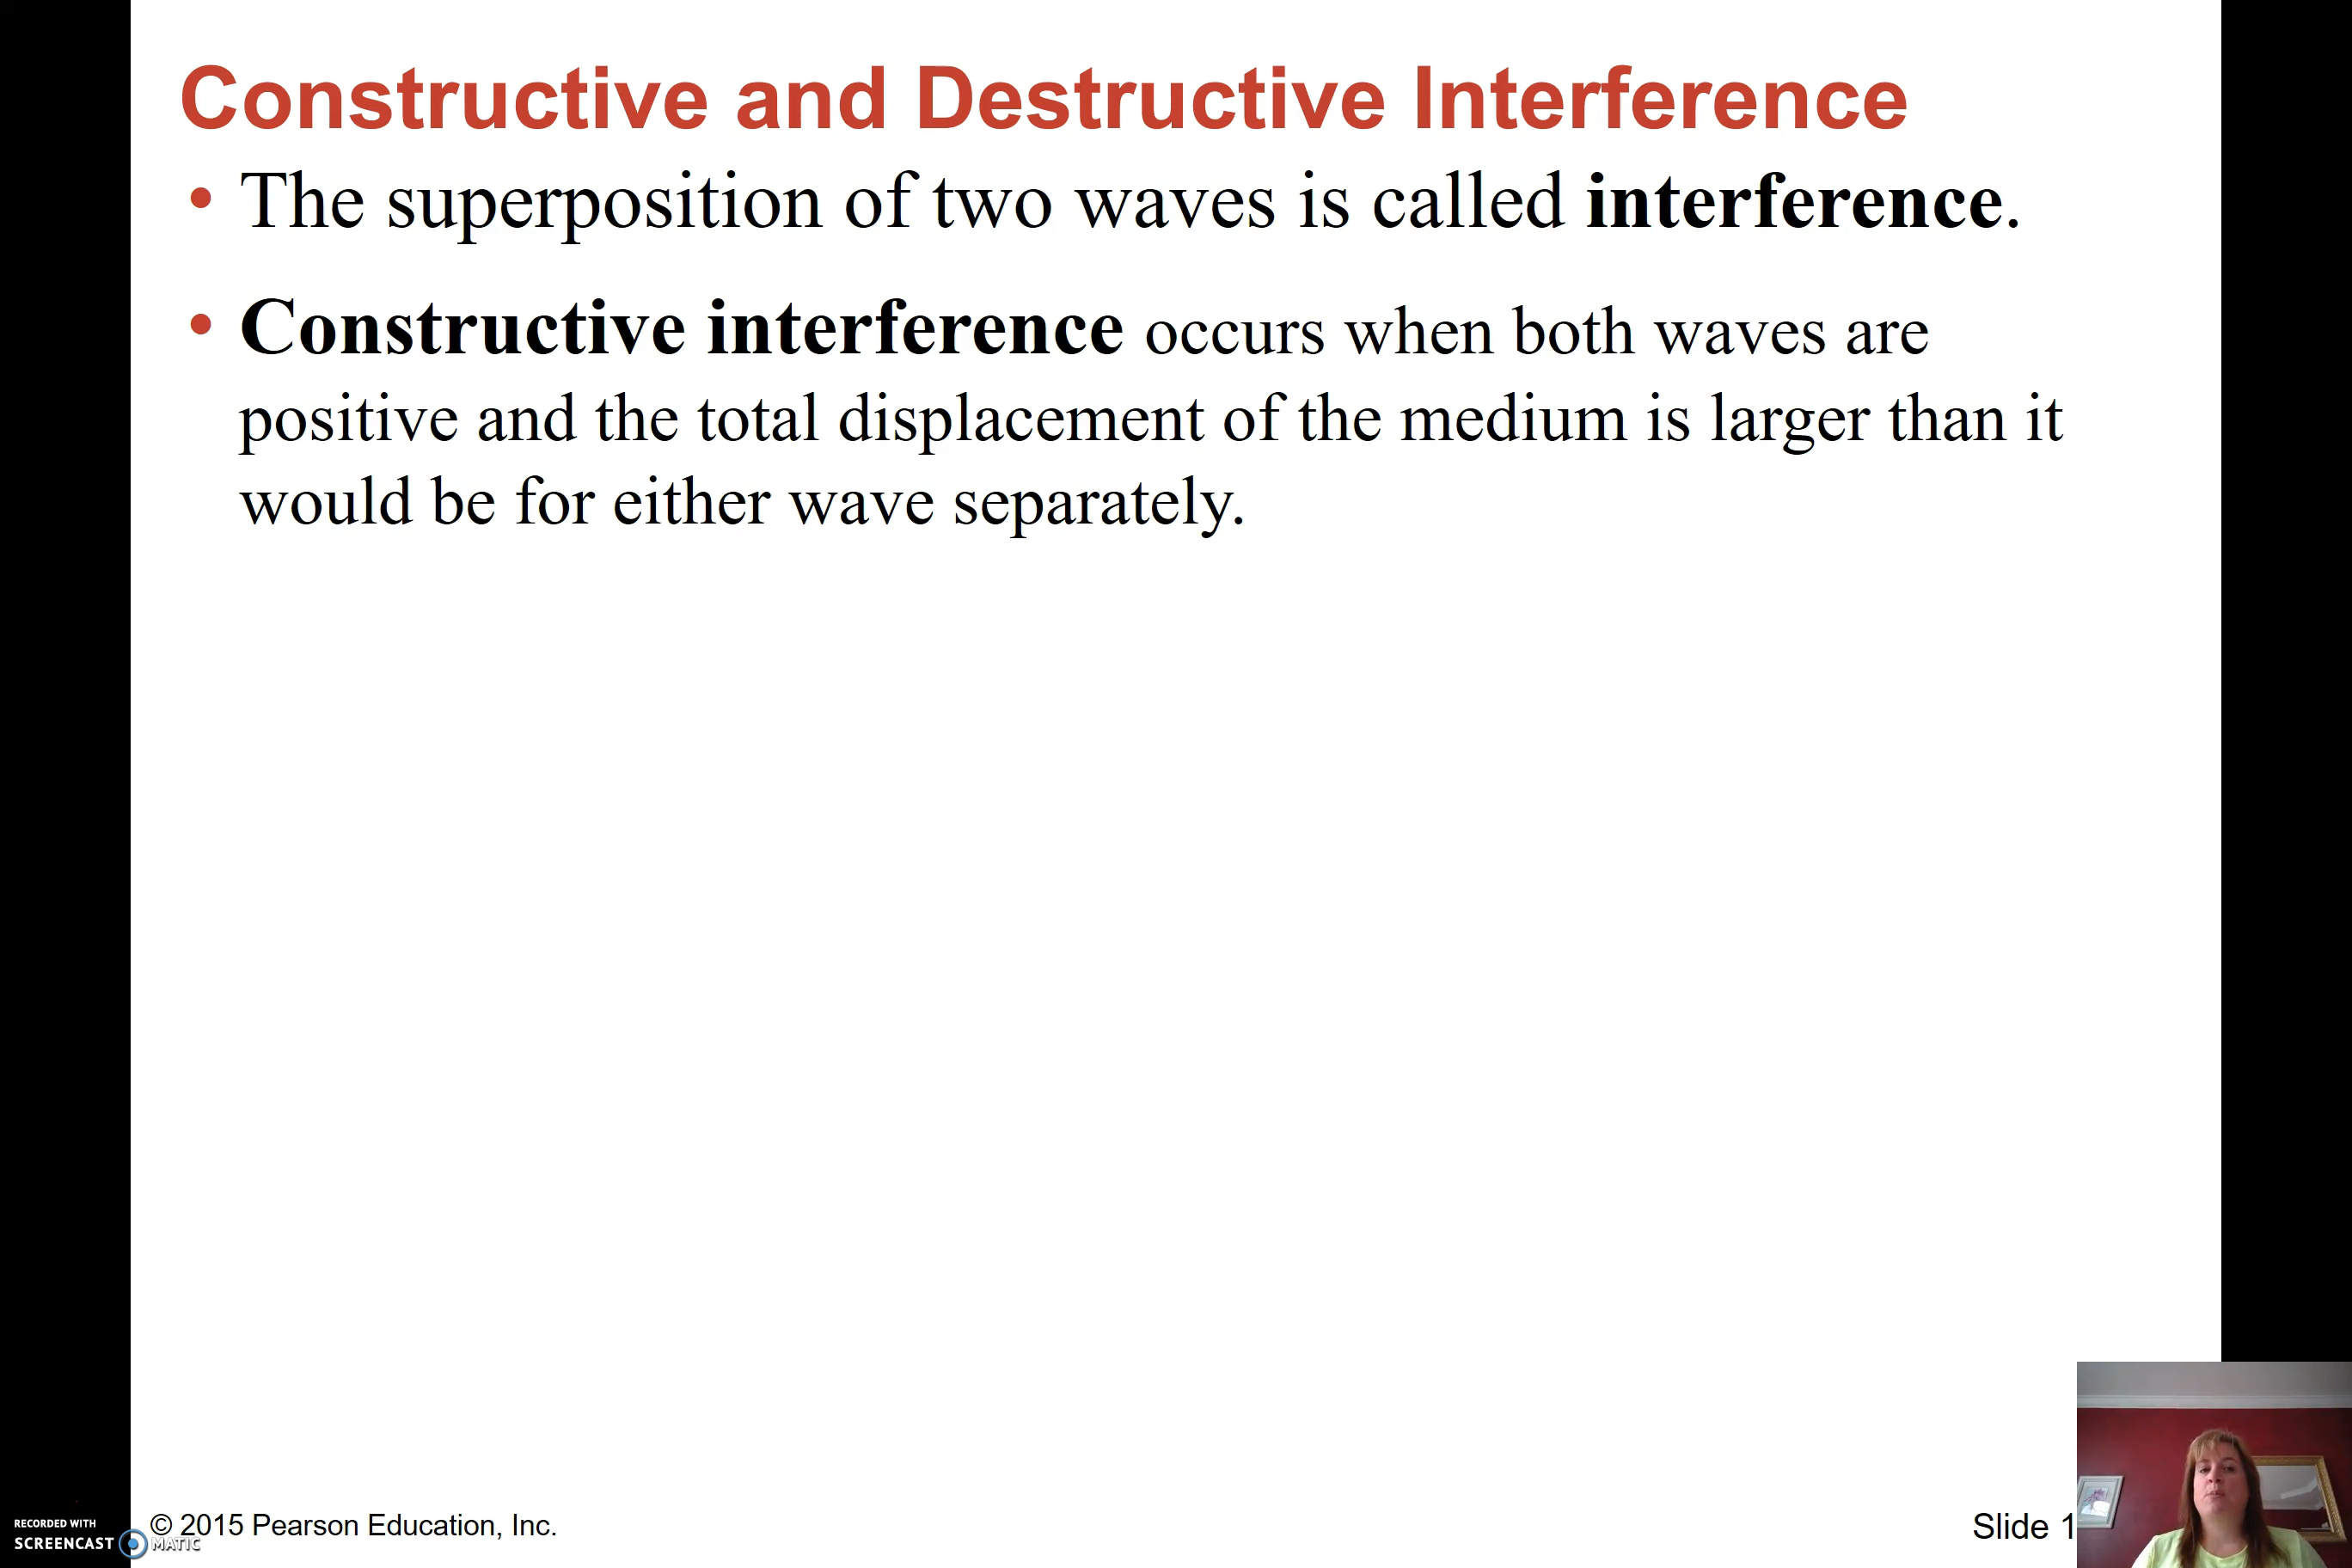 Constructive and Destructive Interference
• The superposition of two waves is called interference.
• Constructive interference occurs when both waves are
positive and the total displacement of the medium is larger than it
would be for either wave separately.
© 2015 Pearson Education, Inc.
Slide 1
RECORDED WITH
SCREENCAST MATIC